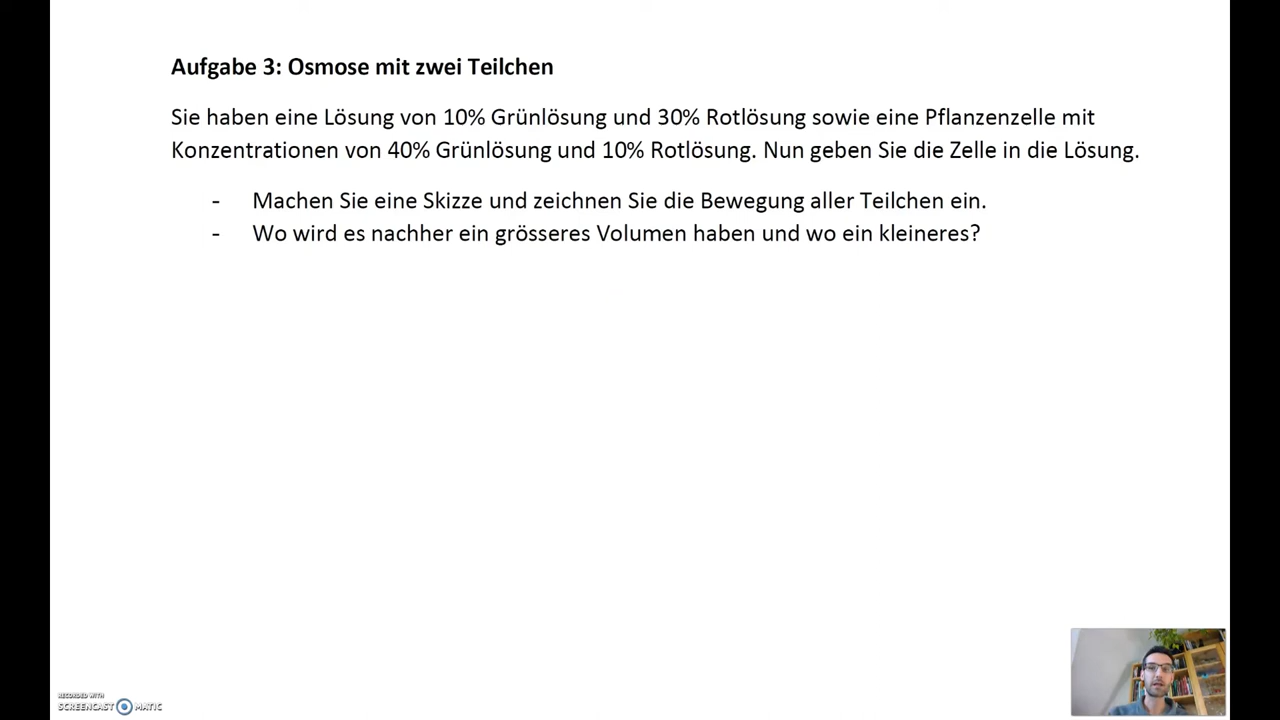 Aufgabe 3: Osmose mit zwei Teilchen
Sie haben eine Lösung von 10% Grünlösung und 30% Rotlösung sowie eine Pflanzenzelle mit
Konzentrationen von 40% Grünlösung und 10% Rotlösung. Nun geben Sie die Zelle in die Lösung.
- Machen Sie eine Skizze und zeichnen Sie die Bewegung aller Teilchen ein.
- Wo wird es nachher ein grösseres Volumen haben und wo ein kleineres?
RECORDED WITH
SCREENCAST MATIC